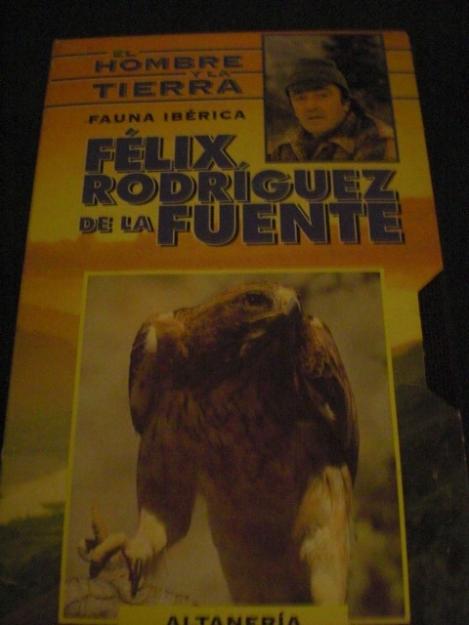 EL
HOMBRE
Y LA
TIERRA
FAUNA IBÉRICA
FÉLIX
RODRÍGUEZ
DE LA FUENTE
ALTANERÍA